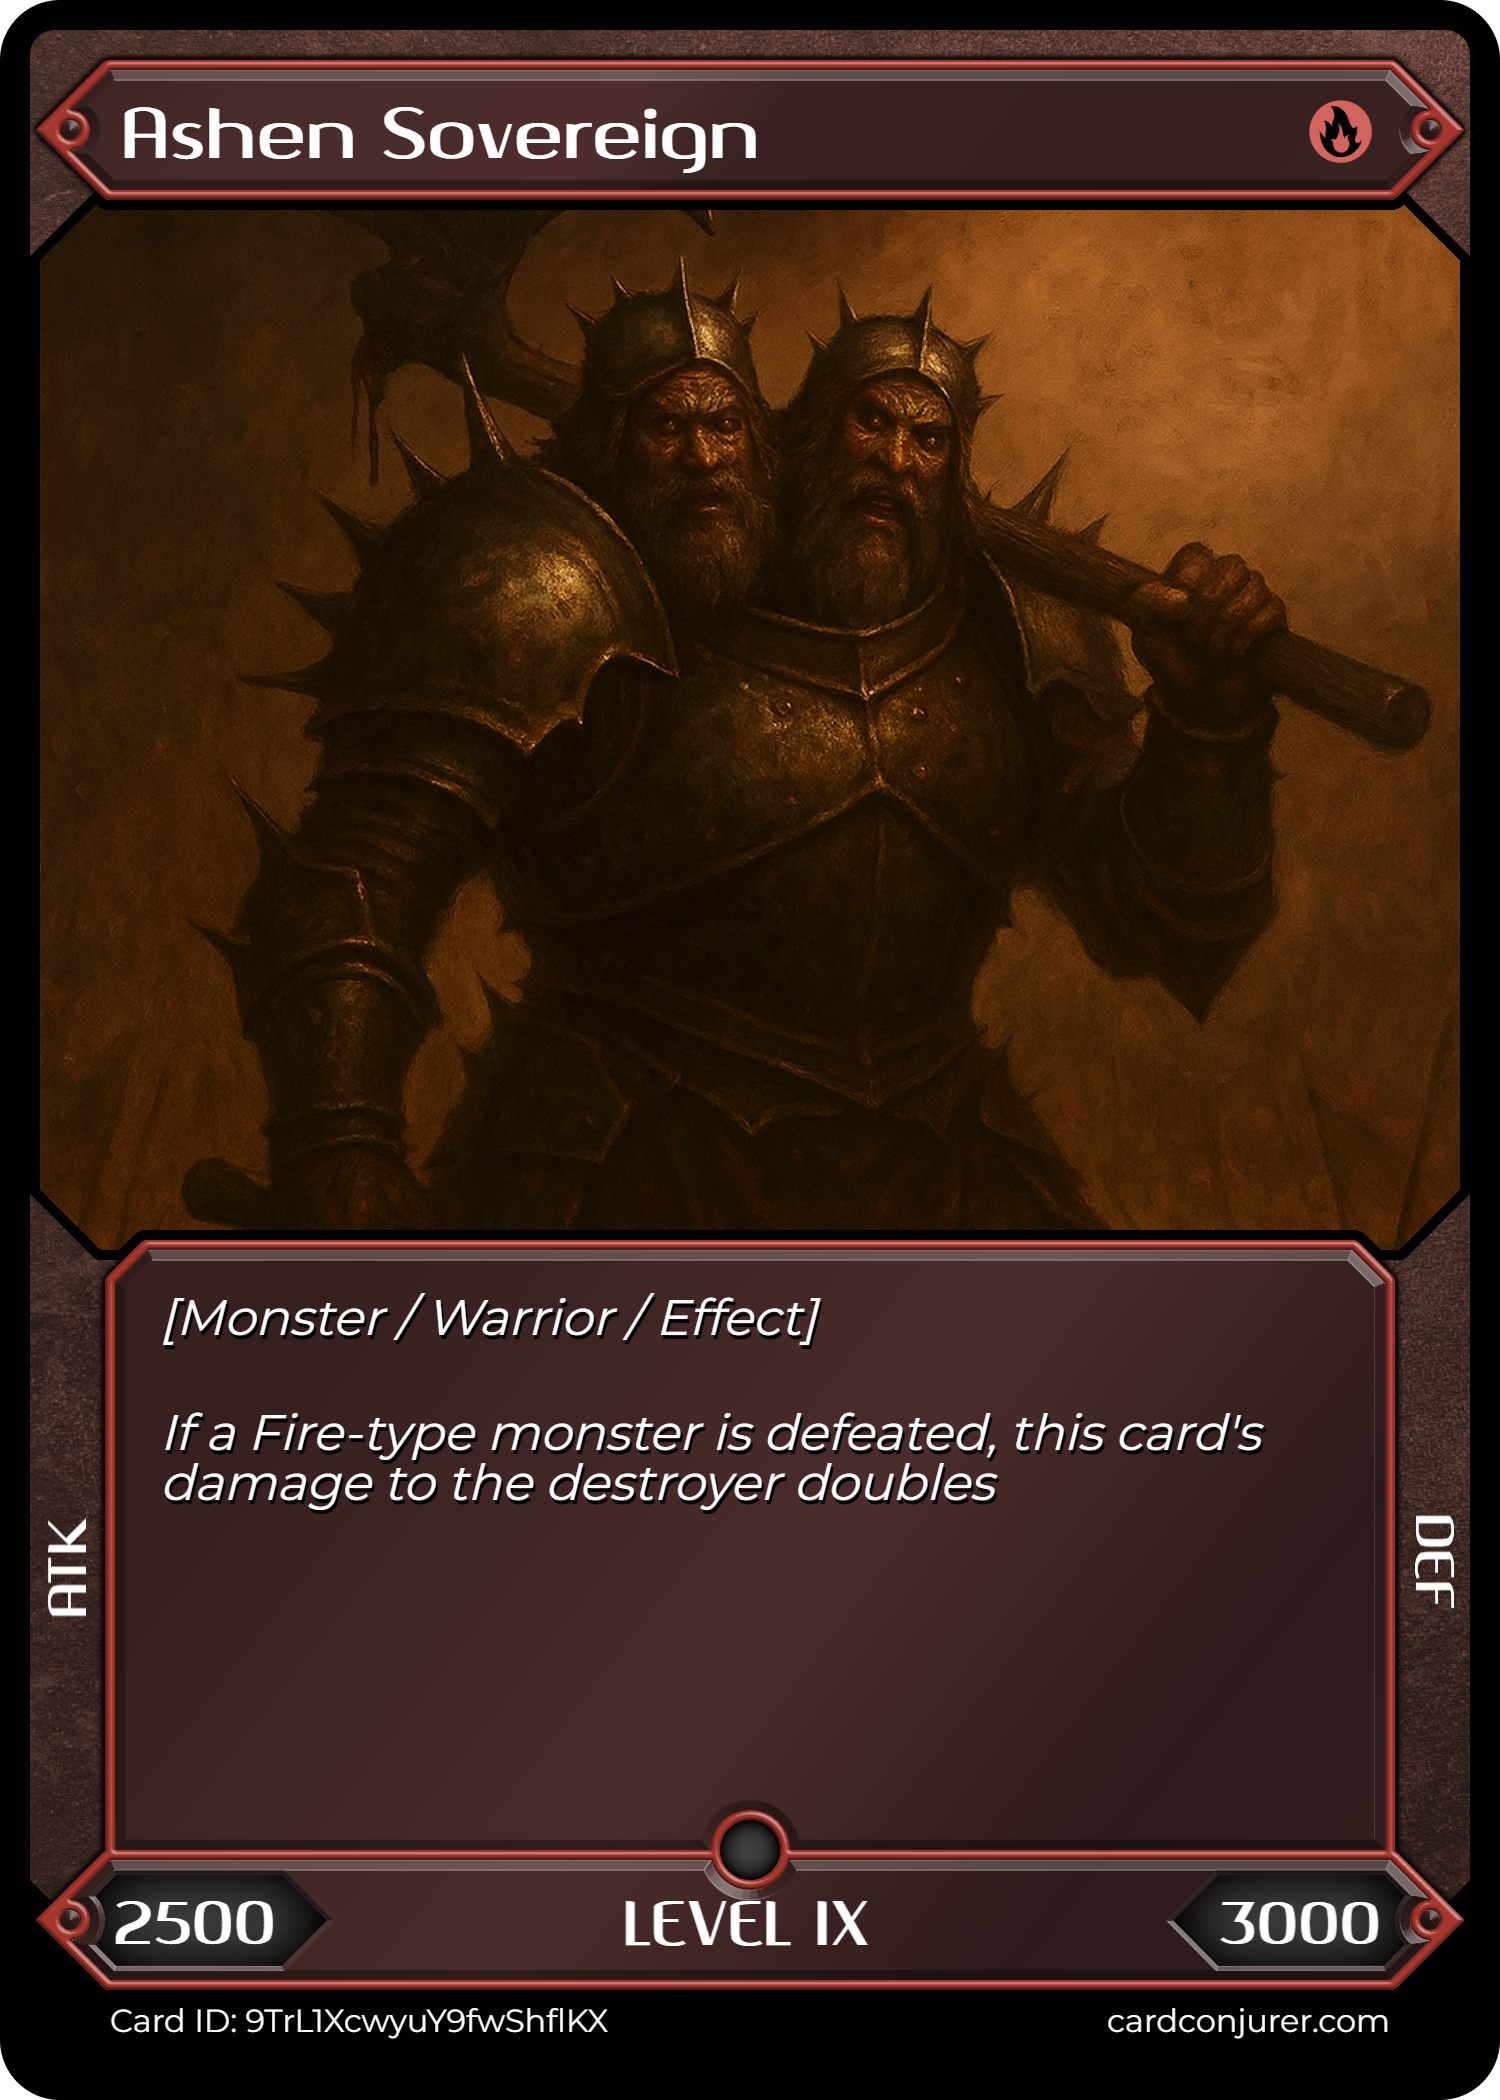 Ashen Sovereign
[Monster / Warrior / Effect]
If a Fire-type monster is defeated, this card's
damage to the destroyer doubles
ATK
DEF
2500
LEVEL IX
3000
Card ID: 9TrL1XcwyuY9fwShflKX
cardconjurer.com